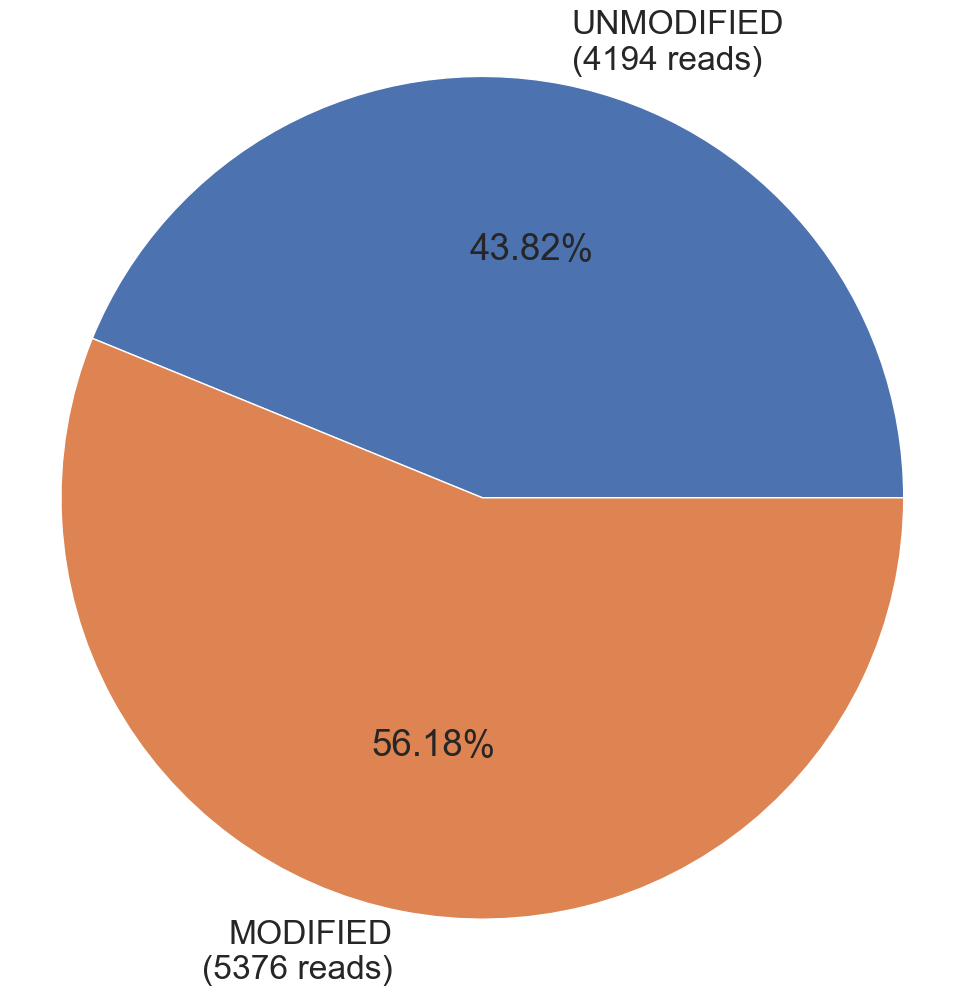 UNMODIFIED
(4194 reads)
43.82%
56.18%
MODIFIED
(5376 reads)